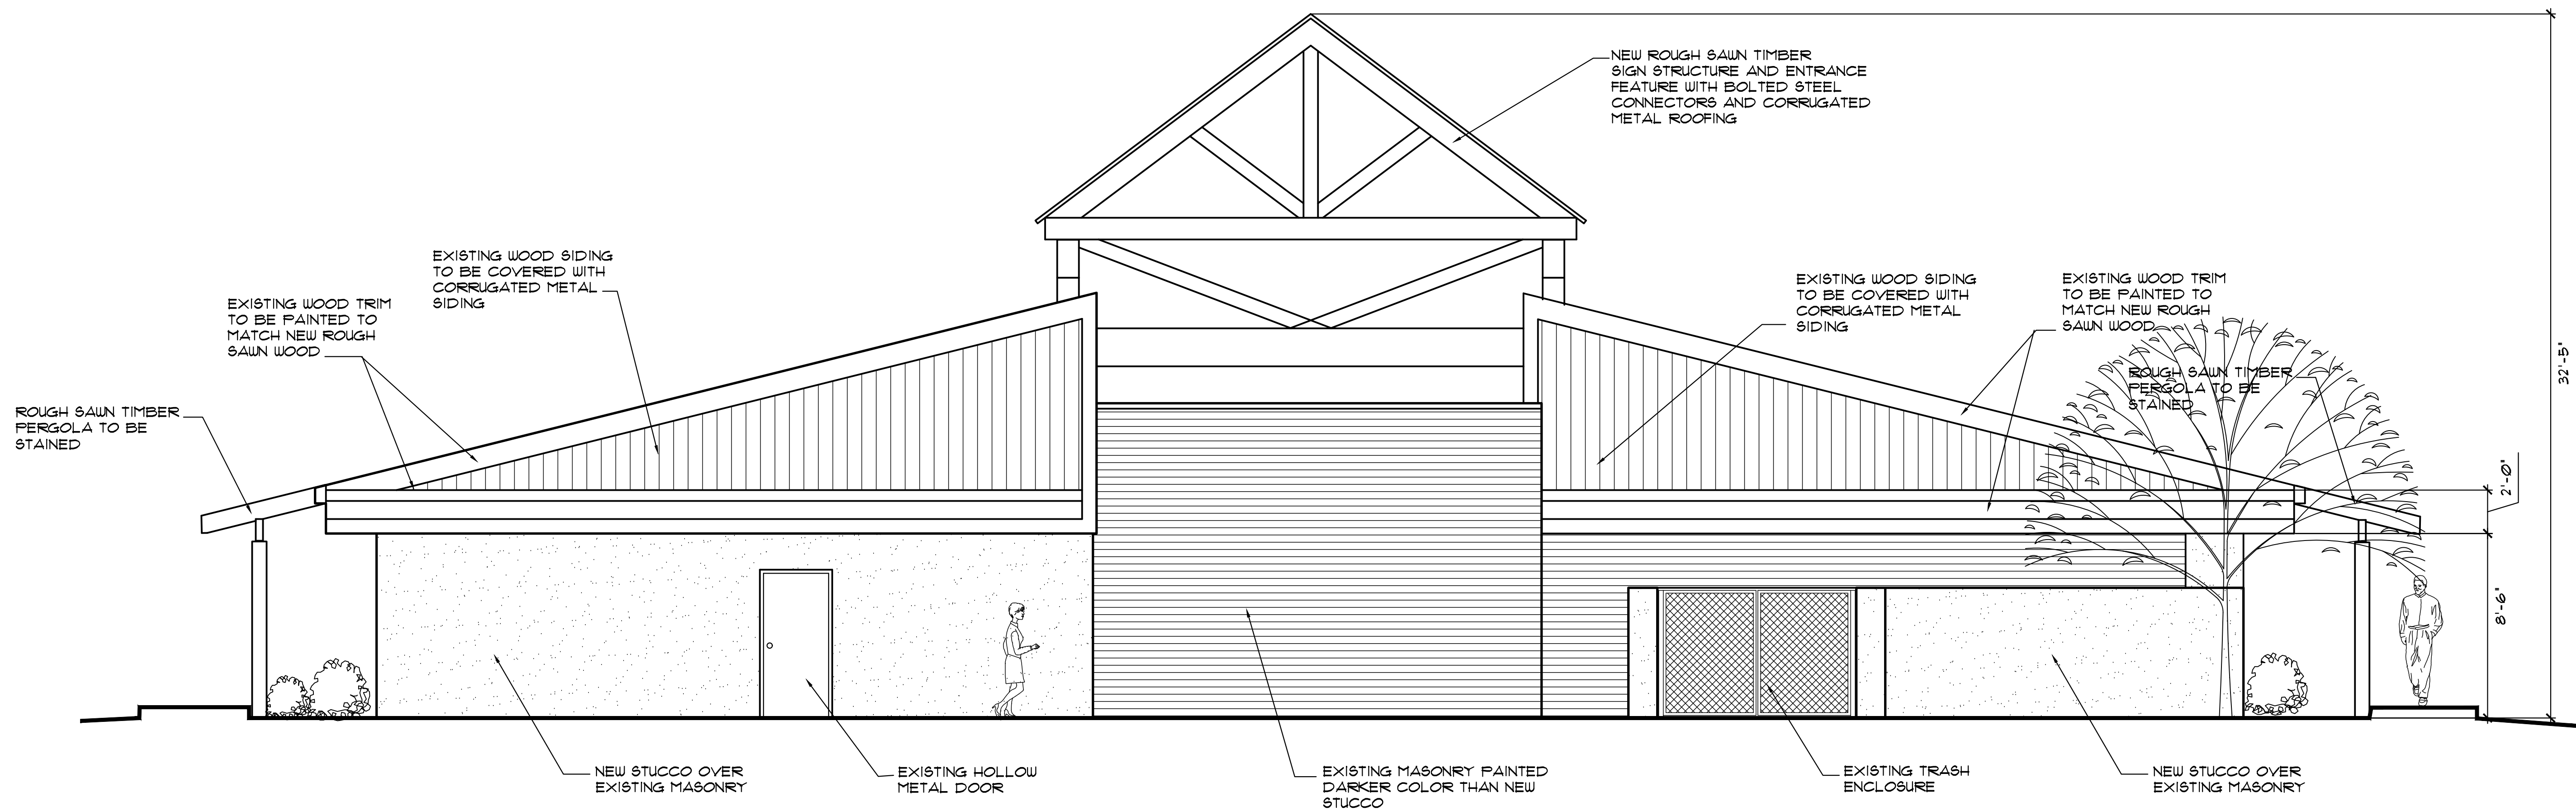 NEW ROUGH SAWN TIMBER
SIGN STRUCTURE AND ENTRANCE
FEATURE WITH BOLTED STEEL
CONNECTORS AND CORRUGATED
METAL ROOFING
EXISTING WOOD SIDING
TO BE COVERED WITH
CORRUGATED METAL
SIDING
EXISTING WOOD TRIM
TO BE PAINTED TO
MATCH NEW ROUGH
SAWN WOOD
ROUGH SAWN TIMBER
PERGOLA TO BE
STAINED
EXISTING WOOD SIDING
TO BE COVERED WITH
CORRUGATED METAL
SIDING
EXISTING WOOD TRIM
TO BE PAINTED TO
MATCH NEW ROUGH
SAWN WOOD
ROUGH SAWN TIMBER
PERGOLA TO BE
STAINED
32'-5"
2'-0"
8'-6"
NEW STUCCO OVER
EXISTING MASONRY
EXISTING HOLLOW
METAL DOOR
EXISTING MASONRY PAINTED
DARKER COLOR THAN NEW
STUCCO
EXISTING TRASH
ENCLOSURE
NEW STUCCO OVER
EXISTING MASONRY